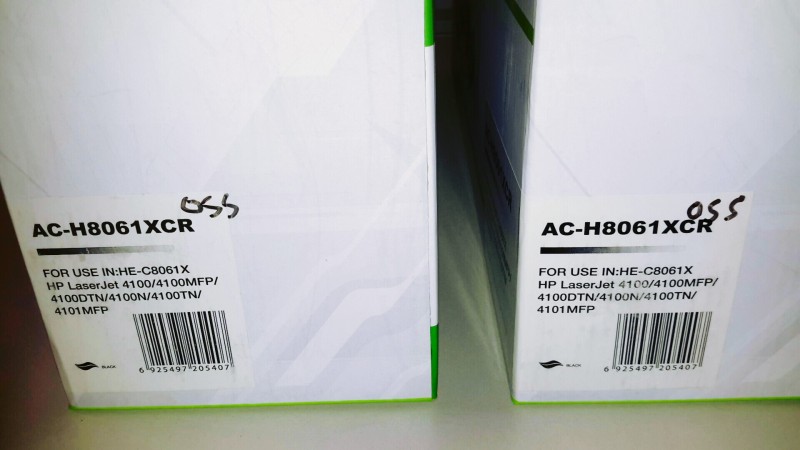 OSS
AC-H8061XCR
FOR USE IN:HE-C8061X
HP LaserJet 4100/4100MFP/
4100DTN/4100N/4100TN/
4101MFP
BLACK
6 925497 205407
OSS
AC-H8061XCR
FOR USE IN:HE-C8061X
HP LaserJet 4100/4100MFP/
4100DTN/4100N/4100TN/
4101MFP
BLACK
6 925497 205407